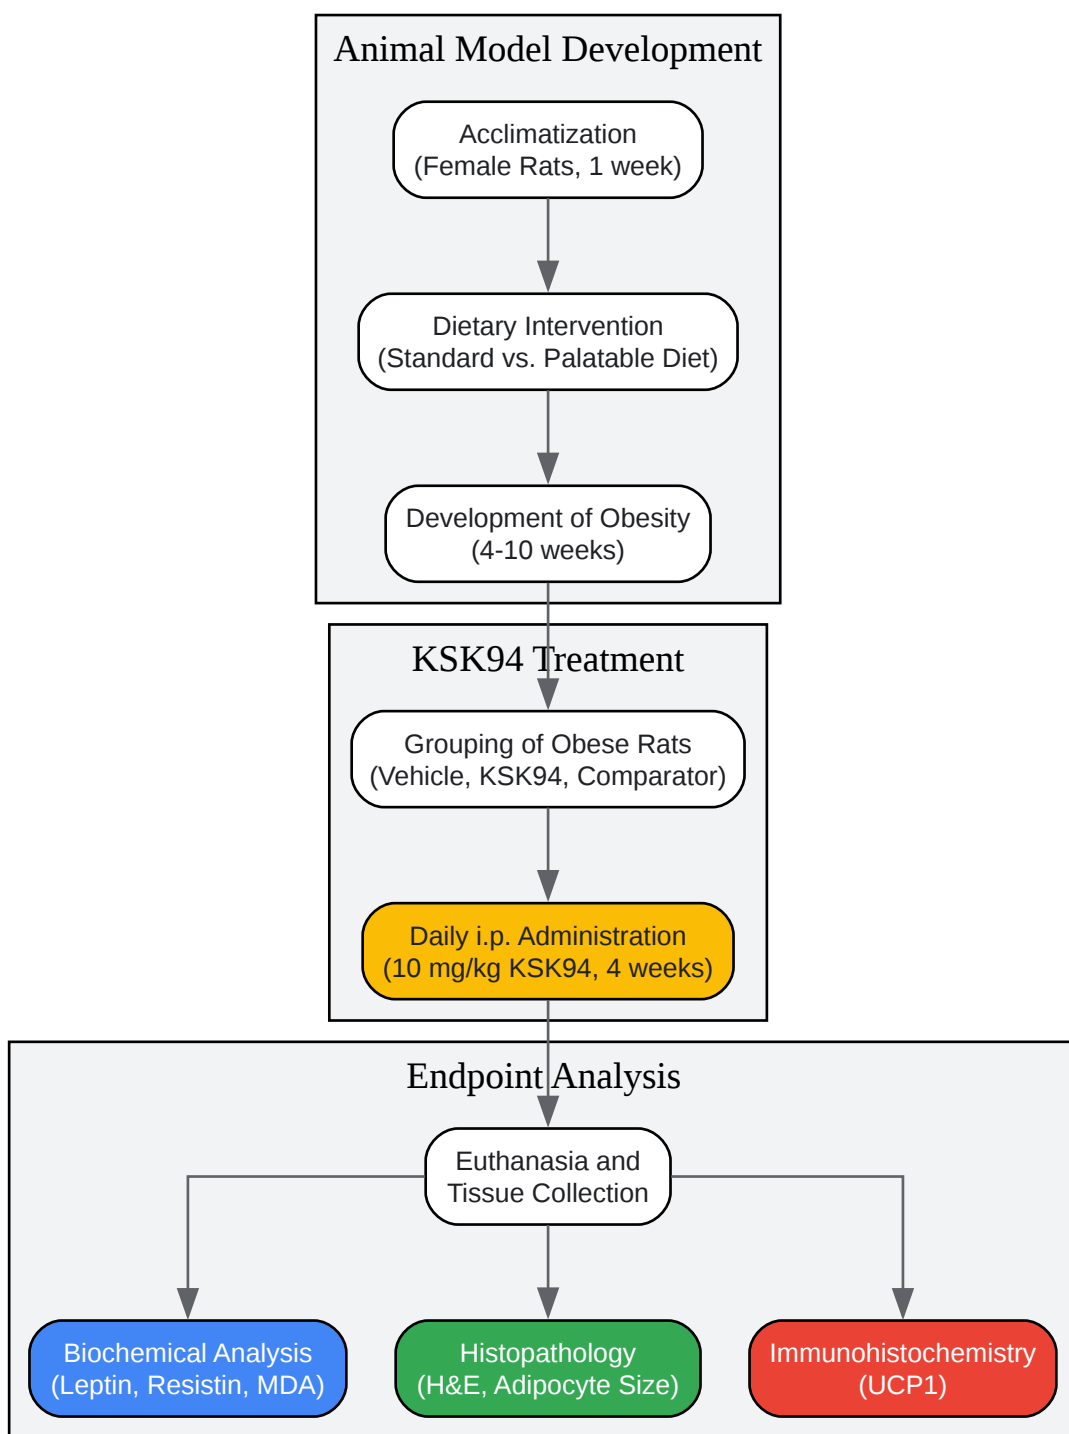 Animal Model Development
Acclimatization
(Female Rats, 1 week)
Dietary Intervention
(Standard vs. Palatable Diet)
Development of Obesity
(4-10 weeks)
KSK94 Treatment
Grouping of Obese Rats
(Vehicle, KSK94, Comparator)
Daily i.p. Administration
(10 mg/kg KSK94, 4 weeks)
Endpoint Analysis
Euthanasia and
Tissue Collection
Biochemical Analysis
(Leptin, Resistin, MDA)
Histopathology
(H&E, Adipocyte Size)
Immunohistochemistry
(UCP1)